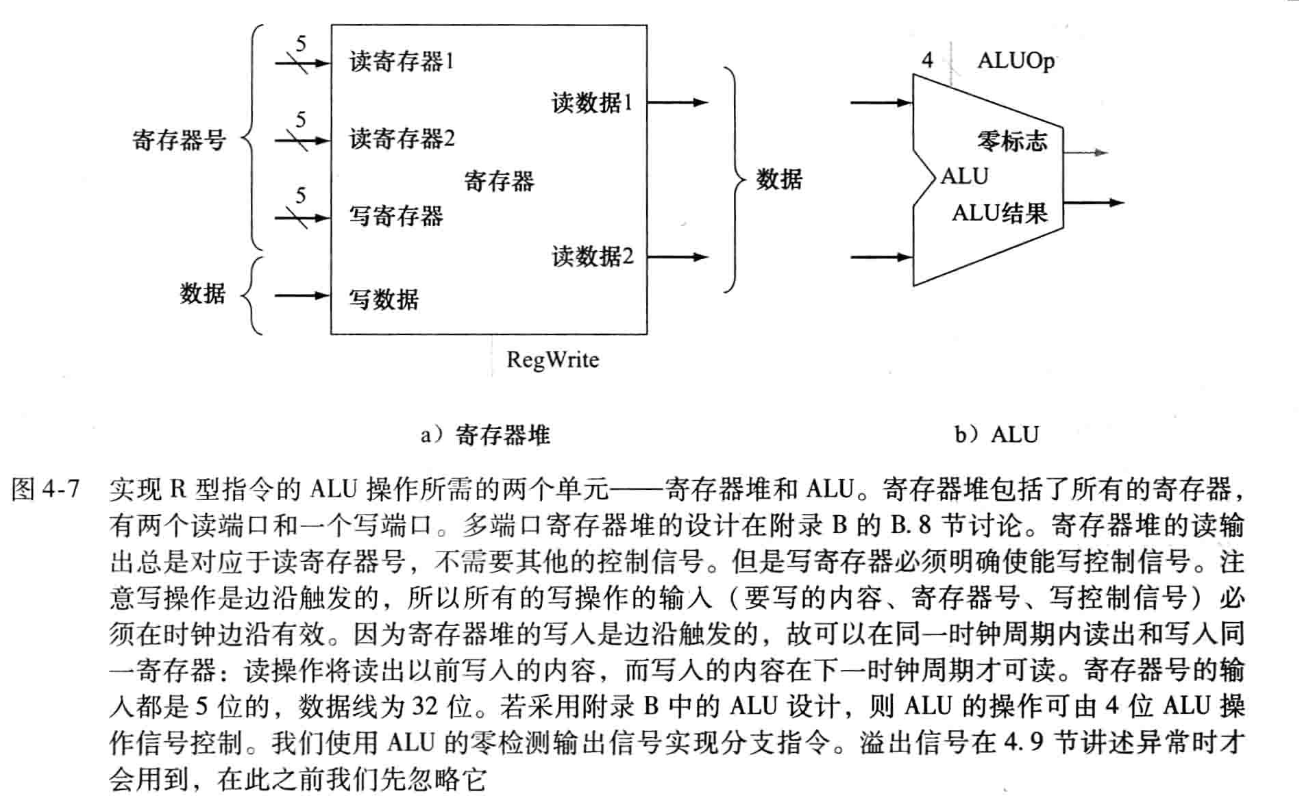 5
读寄存器1
读数据1
5
寄存器号
读寄存器2
寄存器
数据
5
写寄存器
读数据2
数据
写数据
RegWrite
4
ALUOp
零标志
ALU
ALU结果
a）寄存器堆
b）ALU
图 4-7 实现 R 型指令的 ALU 操作所需的两个单元——寄存器堆和 ALU。寄存器堆包括了所有的寄存器，
有两个读端口和一个写端口。多端口寄存器堆的设计在附录 B 的 B. 8 节讨论。寄存器堆的读输
出总是对应于读寄存器号，不需要其他的控制信号。但是写寄存器必须明确使能写控制信号。注
意写操作是边沿触发的，所以所有的写操作的输入（要写的内容、寄存器号、写控制信号）必
须在时钟边沿有效。因为寄存器堆的写入是边沿触发的，故可以在同一时钟周期内读出和写入同
一寄存器：读操作将读出以前写入的内容，而写入的内容在下一时钟周期才可读。寄存器号的输
入都是 5 位的，数据线为 32 位。若采用附录 B 中的 ALU 设计，则 ALU 的操作可由 4 位 ALU 操
作信号控制。我们使用 ALU 的零检测输出信号实现分支指令。溢出信号在 4. 9 节讲述异常时才
会用到，在此之前我们先忽略它